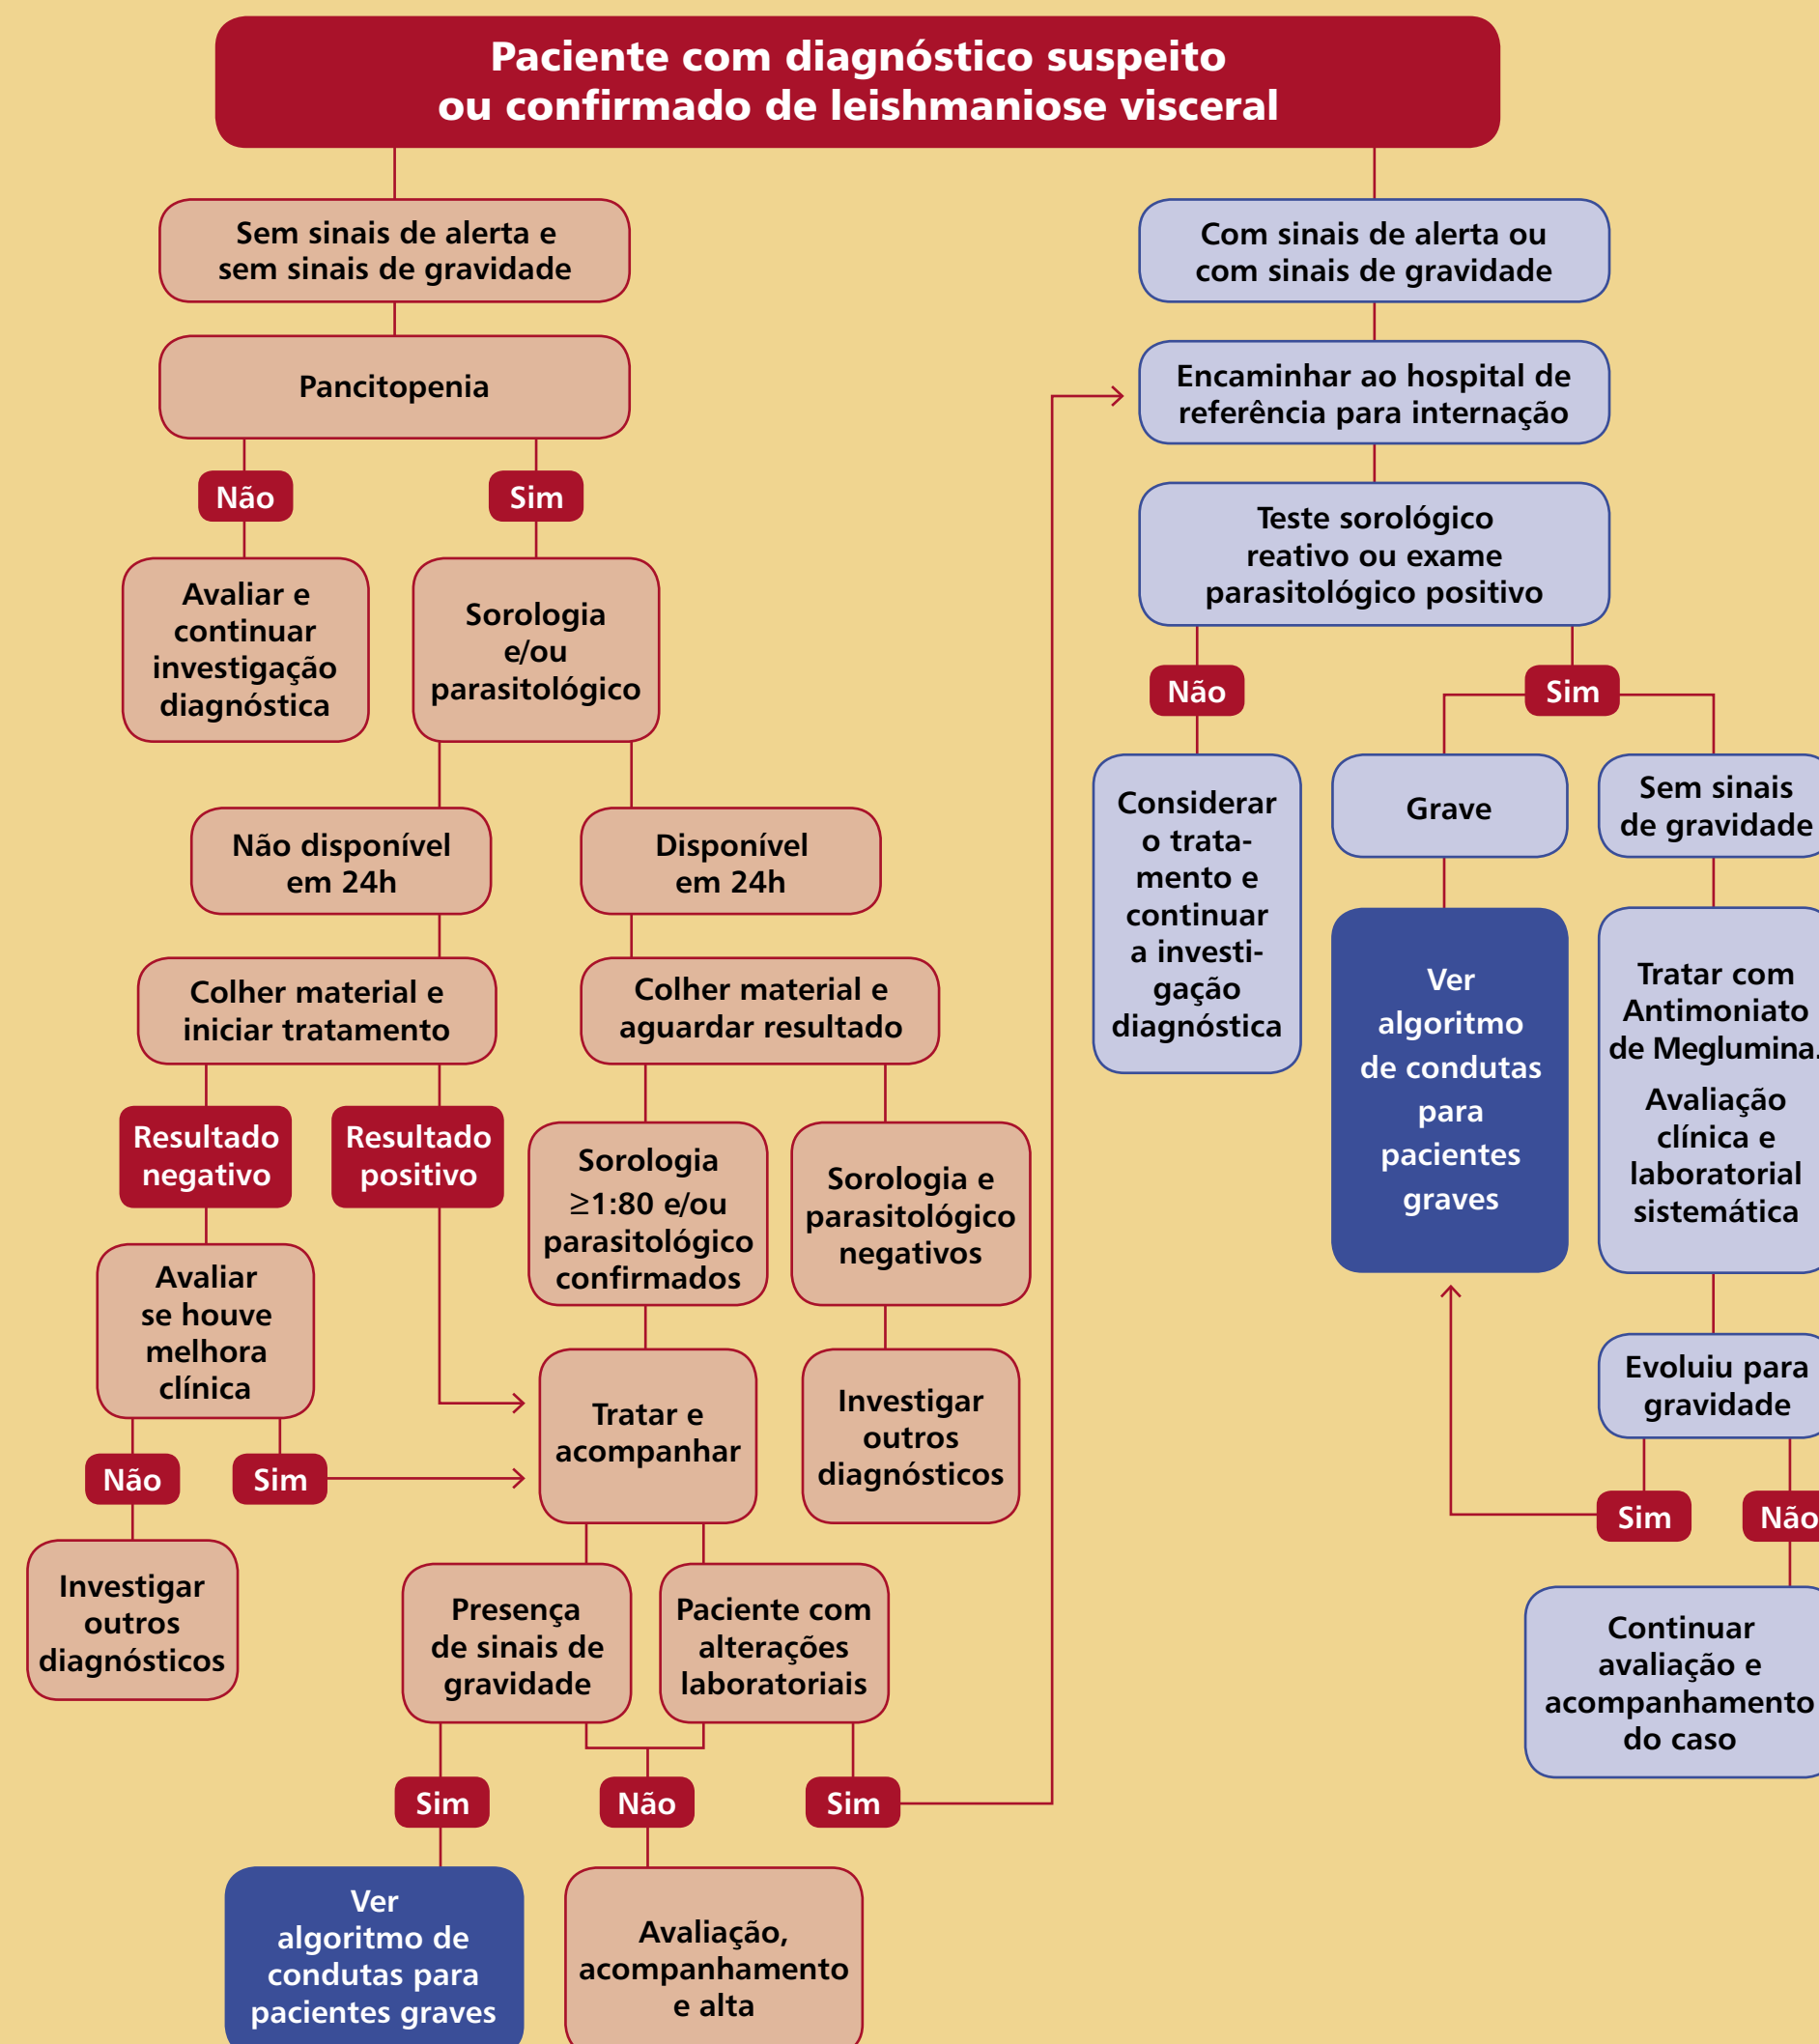 Paciente com diagnóstico suspeito
ou confirmado de leishmaniose visceral
Sem sinais de alerta e
sem sinais de gravidade
Pancitopenia
Não
Sim
Avaliar e
continuar
investigação
diagnóstica
Sorologia
e/ou
parasitológico
Não disponível
em 24h
Disponível
em 24h
Colher material e
iniciar tratamento
Colher material e
aguardar resultado
Resultado
negativo
Resultado
positivo
Sorologia
≥1:80 e/ou
parasitológico
confirmados
Sorologia e
parasitológico
negativos
Avaliar
se houve
melhora
clínica
Tratar e
acompanhar
Investigar
outros
diagnósticos
Não
Sim
Investigar
outros
diagnósticos
Presença
de sinais de
gravidade
Paciente com
alterações
laboratoriais
Sim
Não
Sim
Ver
algoritmo de
condutas para
pacientes graves
Avaliação,
acompanhamento
e alta
Com sinais de alerta ou
com sinais de gravidade
Encaminhar ao hospital de
referência para internação
Teste sorológico
reativo ou exame
parasitológico positivo
Não
Sim
Considerar
o trata-
mento e
continuar
a investi-
gação
diagnóstica
Grave
Sem sinais
de gravidade
Ver
algoritmo
de condutas
para
pacientes
graves
Tratar com
Antimoniato
de Meglumina.
Avaliação
clínica e
laboratorial
sistemática
Evoluiu para
gravidade
Sim
Não
Continuar
avaliação e
acompanhamento
do caso